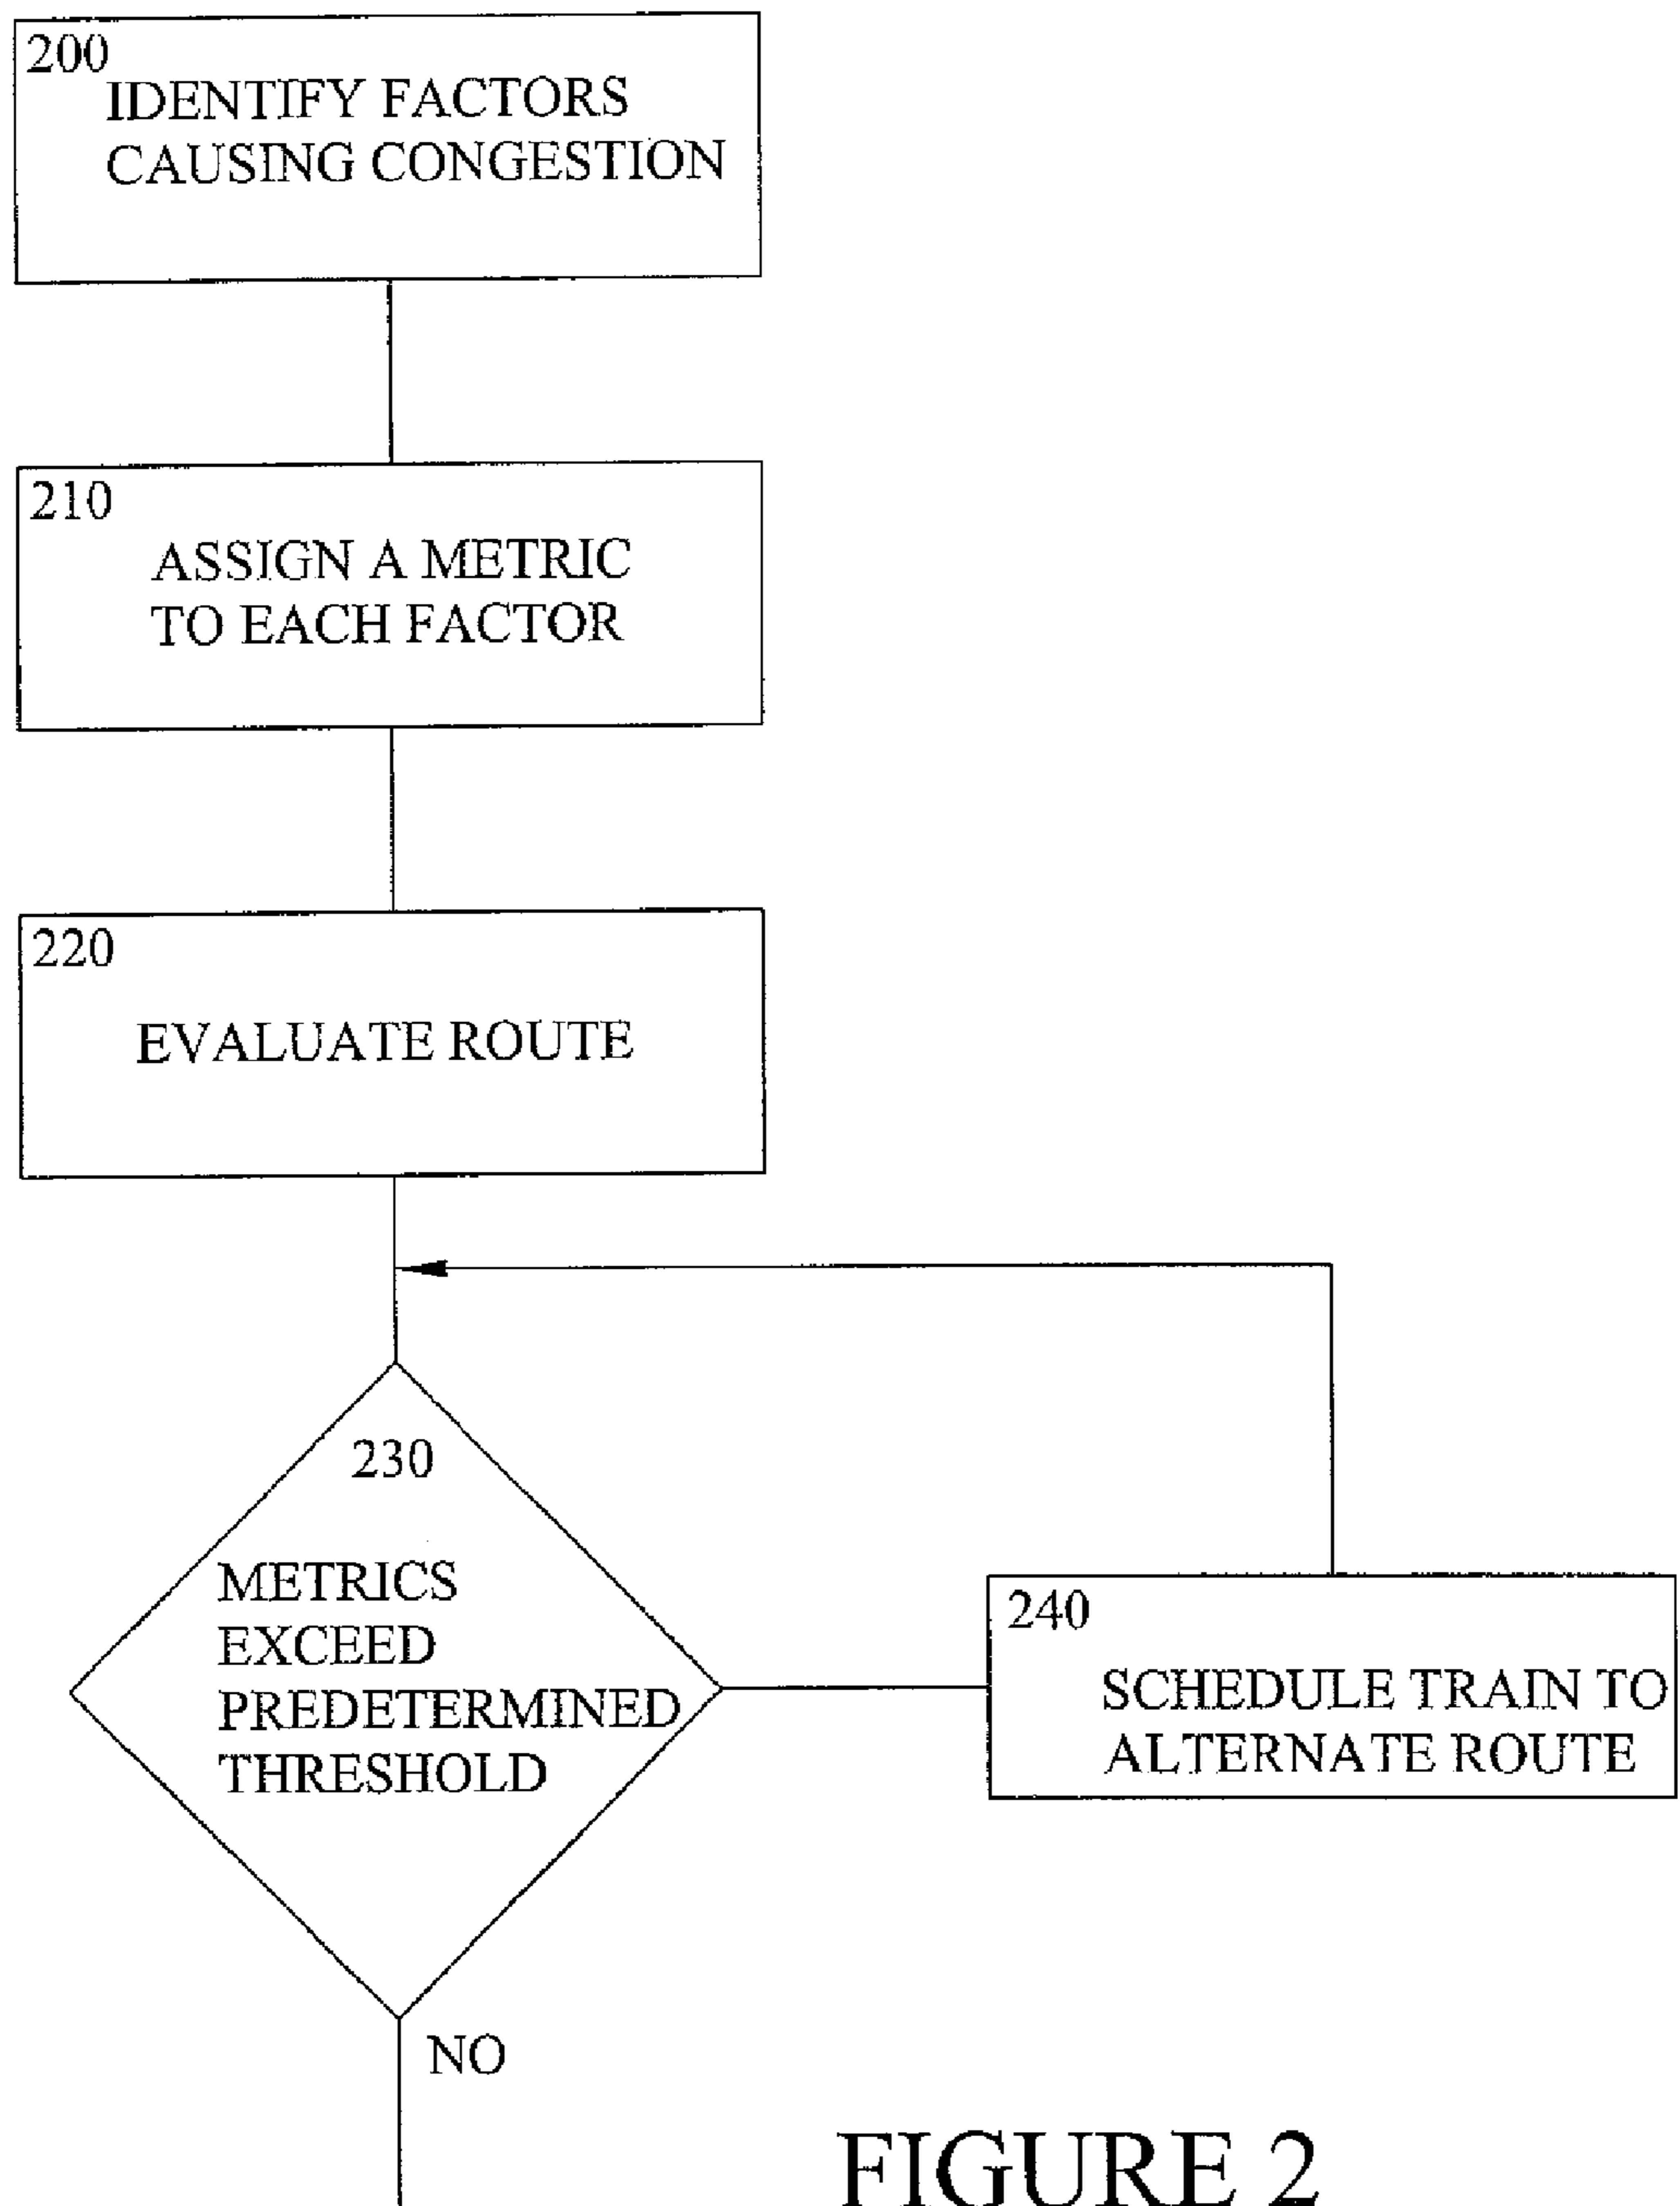 200
IDENTIFY FACTORS
CAUSING CONGESTION
210
ASSIGN A METRIC
TO EACH FACTOR
220
EVALUATE ROUTE
230
METRICS
EXCEED
PREDETERMINED
THRESHOLD
240
SCHEDULE TRAIN TO
ALTERNATE ROUTE
NO
FIGURE 2